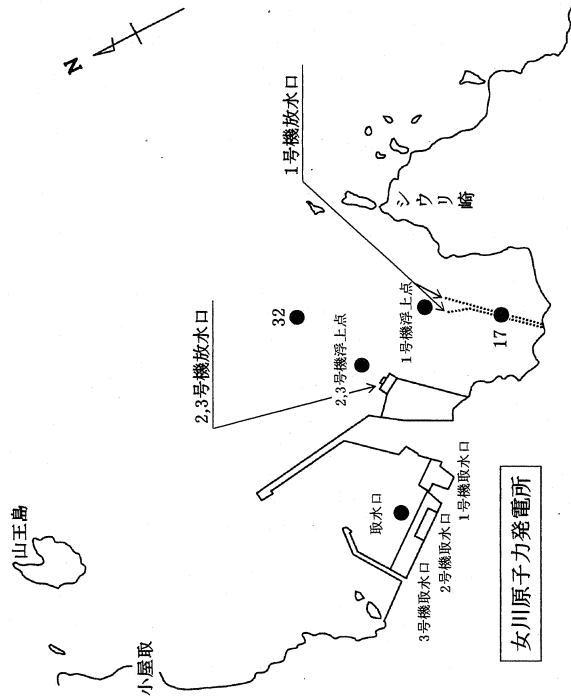 N
山王島
小屋取
2,3号機放水口
1号機放水口
32
2,3号機浮上点
1号機浮上点
17
シウリ崎
取水口
3号機取水口
2号機取水口
1号機取水口
女川原子力発電所